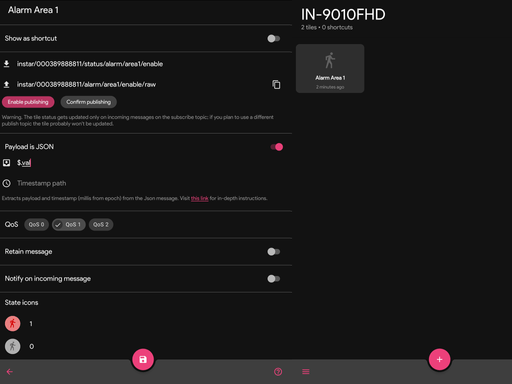 Alarm Area 1
Show as shortcut
instar/000389888811/status/alarm/area1/enable
instar/000389888811/alarm/area1/enable/raw
Enable publishing
Confirm publishing
Warning. The tile status gets updated only on incoming messages on the subscribe topic; if you plan to use a different
publish topic the tile probably won't be updated.
Payload is JSON
$.val
Timestamp path
Extracts payload and timestamp (millis from epoch) from the Json message. Visit this link for in-depth instructions.
QoS
QoS 0
QoS 1
QoS 2
Retain message
Notify on incoming message
State icons
1
0
IN-9010FHD
2 tiles • 0 shortcuts
Alarm Area 1
2 minutes ago